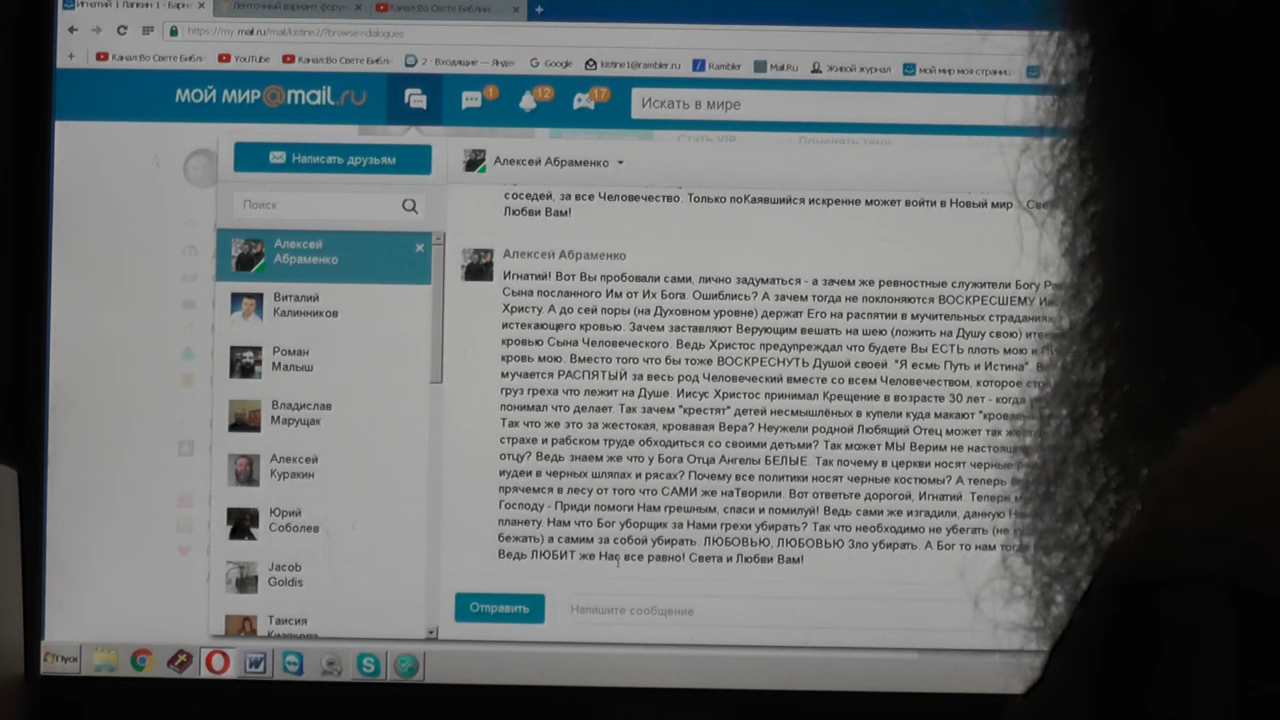 Игнатий 1 Лапкин 1 - Барна
Ленточный вариант фору
Канал:Во Свете Библии
https://my.mail.ru/mail/kistine2/?browse=dialogues
Канал:Во Свете Библ
YouTube
Канал:Во Свете Библ
2 · Входящие — Янде
Google
kistine1@rambler.ru
Rambler
Mail.Ru
Живой журнал
мой мир моя страниц
МОЙ МИР@mail.ru
1
12
17
Искать в мире
Стать VIP
Поменять тему
Написать друзьям
Алексей Абраменко
Поиск
соседей, за все Человечество. Только поКаявшийся искренне может войти в Новый мир
Любви Вам!
Алексей
Абраменко
Виталий
Калинников
Роман
Малыш
Владислав
Марущак
Алексей
Куракин
Юрий
Соболев
Jacob
Goldis
Таисия
Алексей Абраменко
Игнатий! Вот Вы пробовали сами, лично задуматься - а зачем же ревностные служители Богу
Сына посланного Им от Их Бога. Ошиблись? А зачем тогда не поклоняются ВОСКРЕСШЕМУ
Христу. А до сей поры (на Духовном уровне) держат Его на распятии в мучительных страданиях
истекающего кровью. Зачем заставляют Верующим вешать на шею (ложить на Душу свою)
кровью Сына Человеческого. Ведь Христос предупреждал что будете Вы ЕСТЬ плоть мою и
кровь мою. Вместо того что бы тоже ВОСКРЕСНУТЬ Душой своей. "Я есмь Путь и Истина".
мучается РАСПЯТЫЙ за весь род Человеческий вместе со всем Человечеством, которое
груз греха что лежит на Душе. Иисус Христос принимал Крещение в возрасте 30 лет - когда
понимал что делает. Так зачем "крестят" детей несмышлёных в купели куда макают
Так что же это за жестокая, кровавая Вера? Неужели родной Любящий Отец может так
страхе и рабском труде обходиться со своими детьми? Так может МЫ Верим не
отцу? Ведь знаем же что у Бога Отца Ангелы БЕЛЫЕ. Так почему в церкви носят черные
иудеи в черных шляпах и рясах? Почему все политики носят черные костюмы? А теперь
прячемся в лесу от того что САМИ же наТворили. Вот ответьте дорогой, Игнатий.
Господу - Приди помоги Нам грешным, спаси и помилуй! Ведь сами же изгадили, данную
планету. Нам что Бог уборщик за Нами грехи убирать? Так что необходимо не убегать (не
бежать) а самим за собой убирать. ЛЮБОВЬЮ, ЛЮБОВЬЮ Зло убирать. А Бог то нам
Ведь ЛЮБИТ же Нас все равно! Света и Любви Вам!
Отправить
Напишите сообщение
Пуск